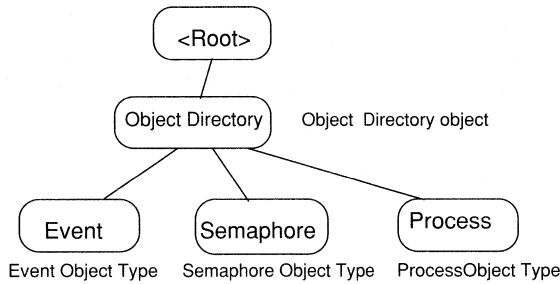 <Root>
Object Directory
Object Directory object
Event
Semaphore
Process
Event Object Type
Semaphore Object Type
ProcessObject Type